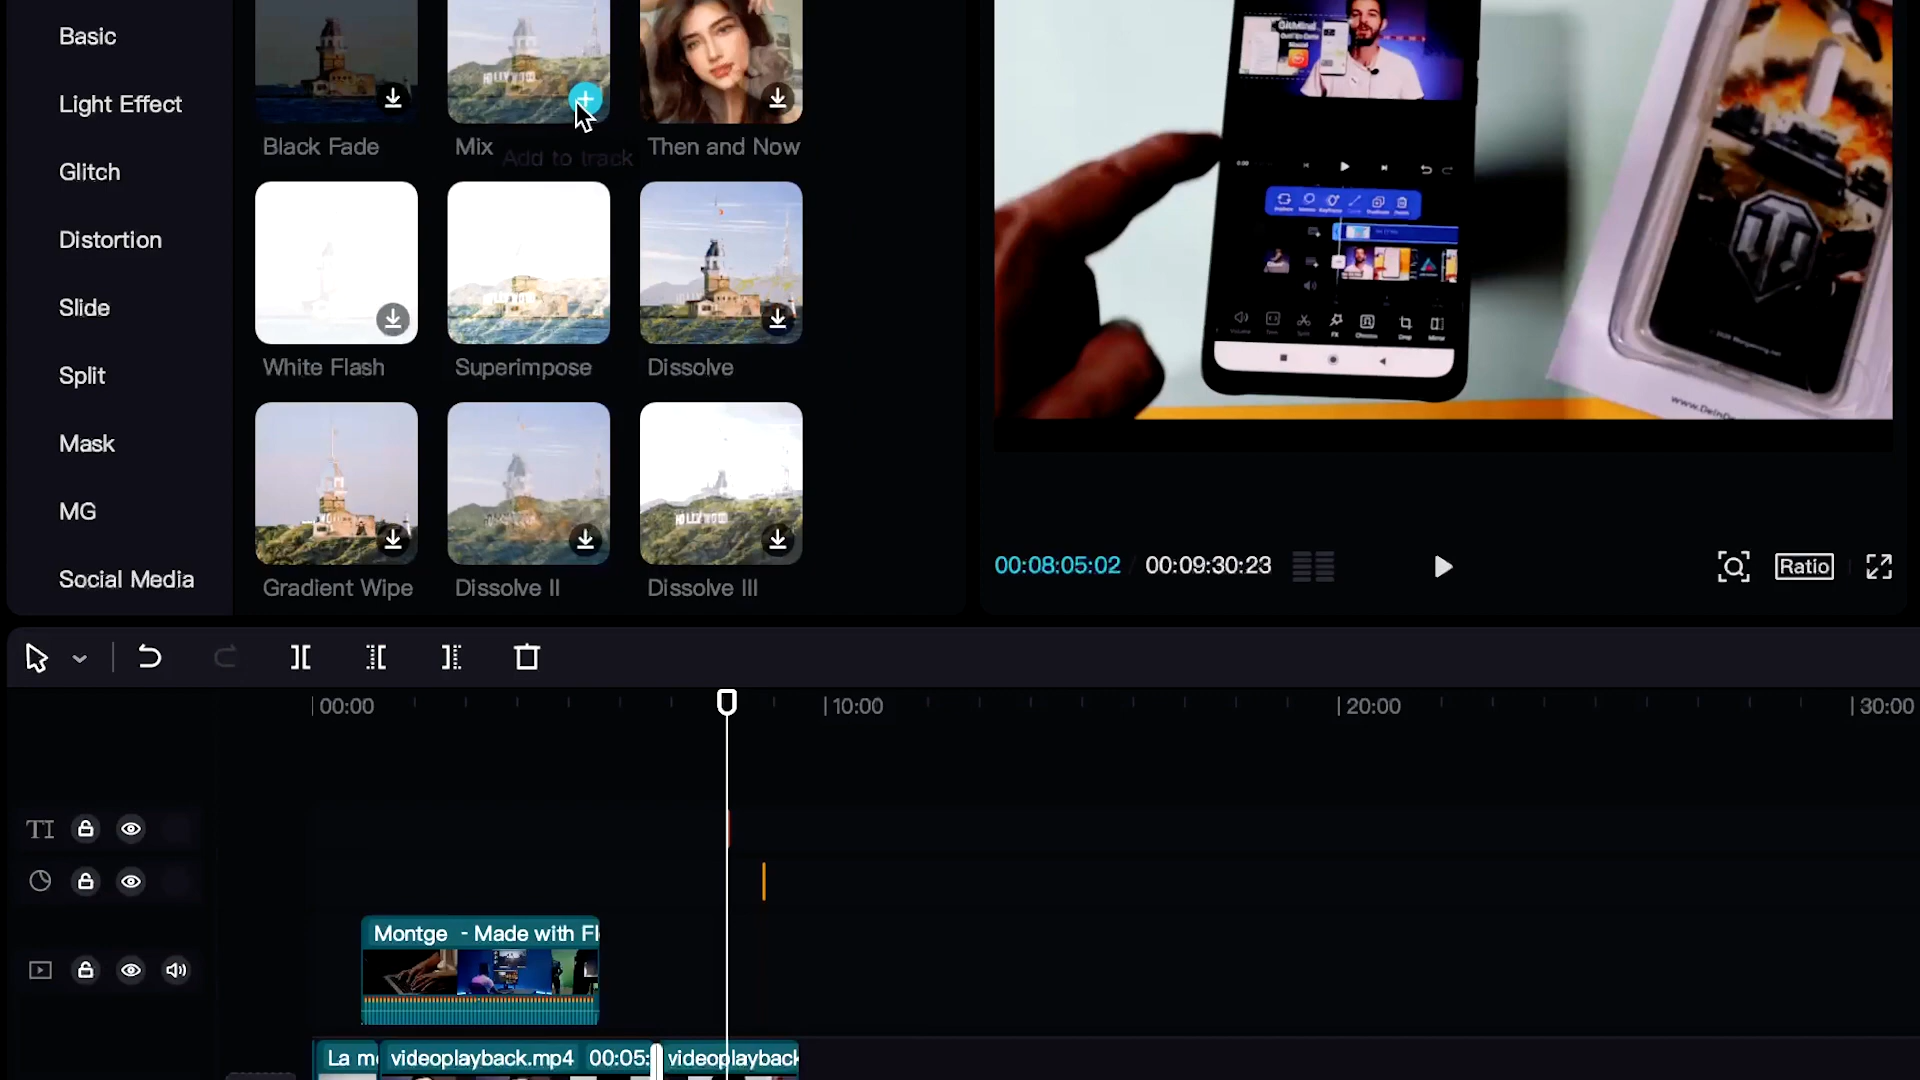 Basic
Light Effect
Glitch
Distortion
Slide
Split
Mask
MG
Social Media
Black Fade
Mix
Add to track
Then and Now
White Flash
Superimpose
Dissolve
Gradient Wipe
Dissolve II
Dissolve III
00:08:05:02
00:09:30:23
Ratio
00:00
10:00
20:00
30:00
TI
Montge - Made with Fl
La m
videoplayback.mp4 00:05:
videoplayback